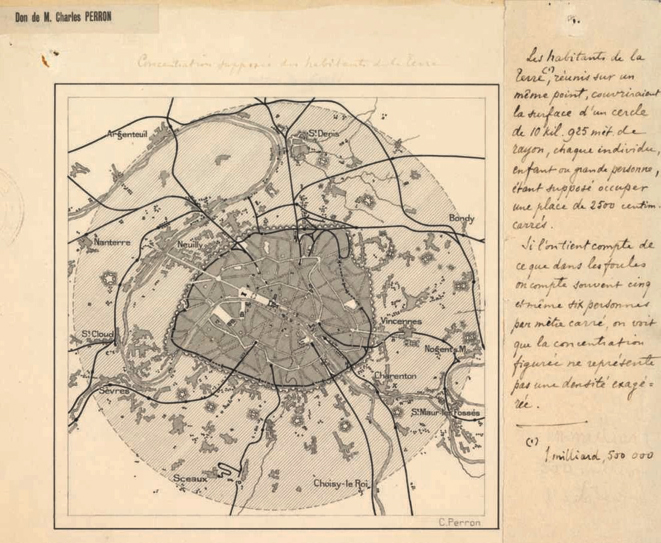 Don de M. Charles PERRON
Concentration supposée des habitants de la Terre
Argenteuil
St Denis
Bondy
Nanterre
Neuilly
St Cloud
Vincennes
Nogent s. M.
Sèvres
Charenton
St Maur les Fossés
Sceaux
Choisy-le Roi
C. Perron
Les habitants de la
Terre (1), réunis sur un
même point, couvriraient
la surface d'un cercle
de 10 kil. 925 mèt. de
rayon, chaque individu,
enfant ou grande personne,
étant supposé occuper
une place de 2500 centim.
carrés.
Si l'on tient compte de
ce que dans les foules
on compte souvent cinq
et même six personnes
par mètre carré, on voit
que la concentration
figurée ne représente
pas une densité exagé=
rée.
(1)
1 milliard, 500 000